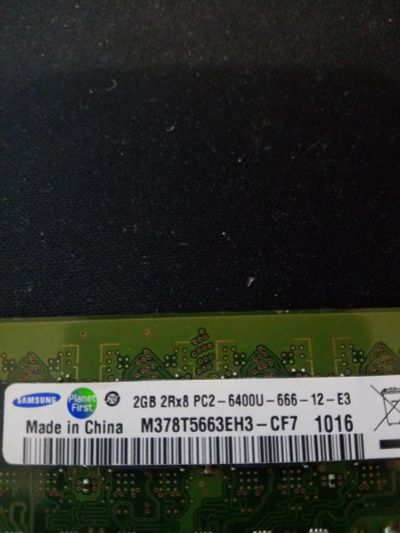 SAMSUNG Planet First 2GB 2Rx8 PC2-6400U-666-12-E3
Made in China M378T5663EH3-CF7 1016